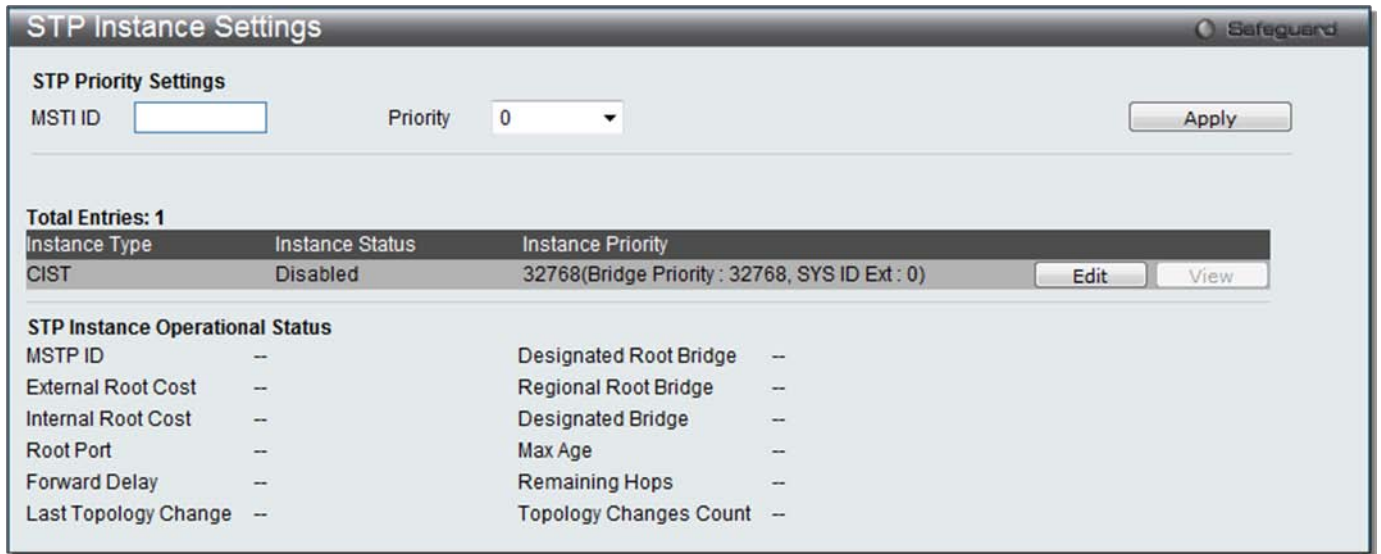 STP Instance Settings
Safeguard
STP Priority Settings
MSTI ID Priority 0 Apply
Total Entries: 1
Instance Type Instance Status Instance Priority
CIST Disabled 32768(Bridge Priority : 32768, SYS ID Ext : 0) Edit View
STP Instance Operational Status
MSTP ID -- Designated Root Bridge --
External Root Cost -- Regional Root Bridge --
Internal Root Cost -- Designated Bridge --
Root Port -- Max Age --
Forward Delay -- Remaining Hops --
Last Topology Change -- Topology Changes Count --